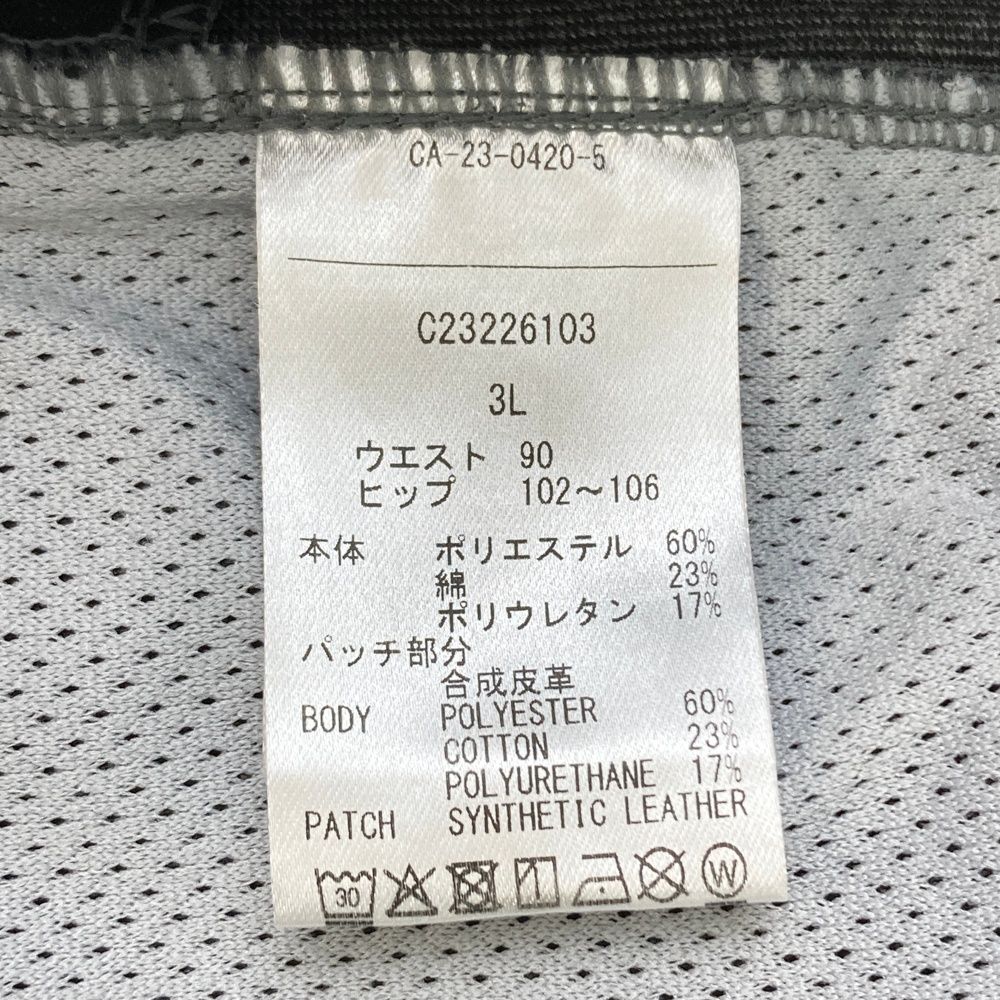 CA-23-0420-5
C23226103
3L
ウエスト 90
ヒップ 102～106
本体 ポリエステル 60%
綿 23%
ポリウレタン 17%
パッチ部分
合成皮革
BODY POLYESTER 60%
COTTON 23%
POLYURETHANE 17%
PATCH SYNTHETIC LEATHER
30 W